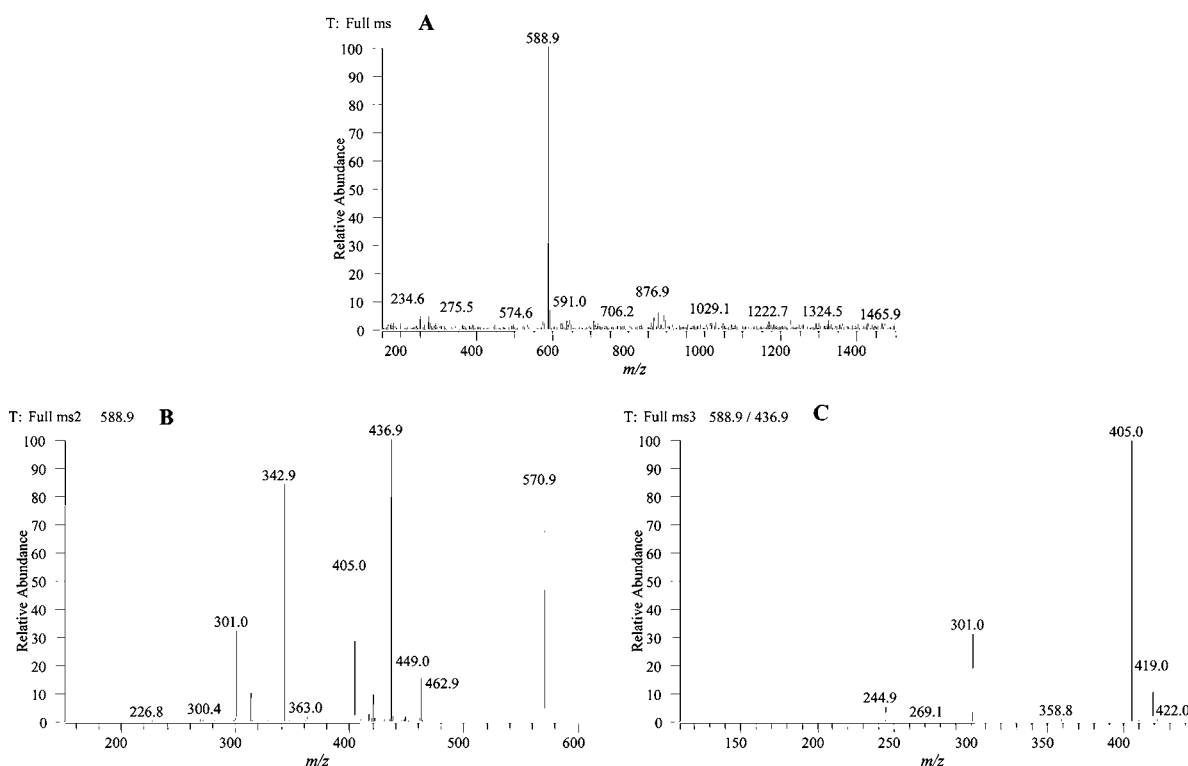 T: Full ms A
588.9
100
90
80
70
60
50
40
30
20
10
0
Relative Abundance
234.6 275.5 574.6 591.0 706.2 876.9 1029.1 1222.7 1324.5 1465.9
200 400 600 800 1000 1200 1400
m/z
T: Full ms2 588.9 B
436.9
342.9
570.9
405.0
301.0
449.0
462.9
226.8 300.4 363.0
100
90
80
70
60
50
40
30
20
10
0
Relative Abundance
200 300 400 500 600
m/z
T: Full ms3 588.9 / 436.9 C
405.0
301.0
419.0
244.9 269.1 358.8 422.0
100
90
80
70
60
50
40
30
20
10
0
Relative Abundance
150 200 250 300 350 400
m/z